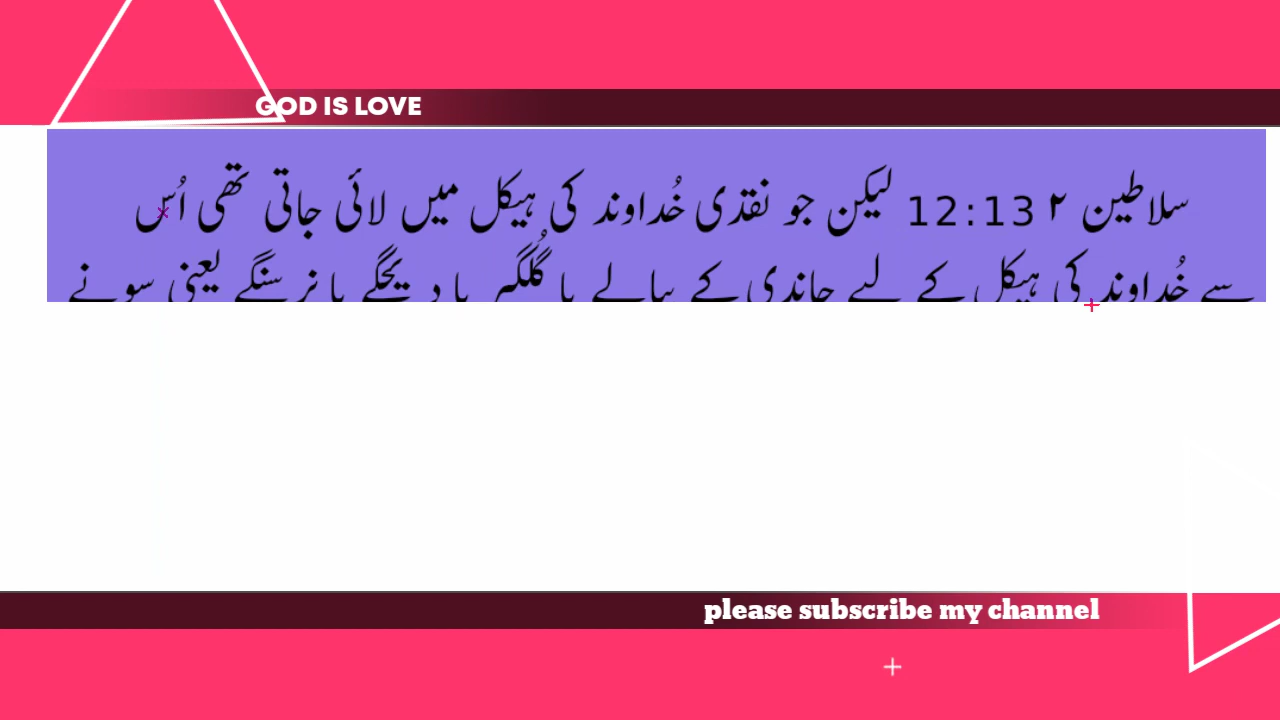 GOD IS LOVE
سلاطین ۲ 12:13 لیکن جو نقدی خُداوند کی ہیکل میں لائی جاتی تھی اُس
سے خُداوند کی ہیکل کے لیے چاندی کے پیالے یا گُلگیر یا دیگچے یا نرسنگے یعنی سونے
please subscribe my channel